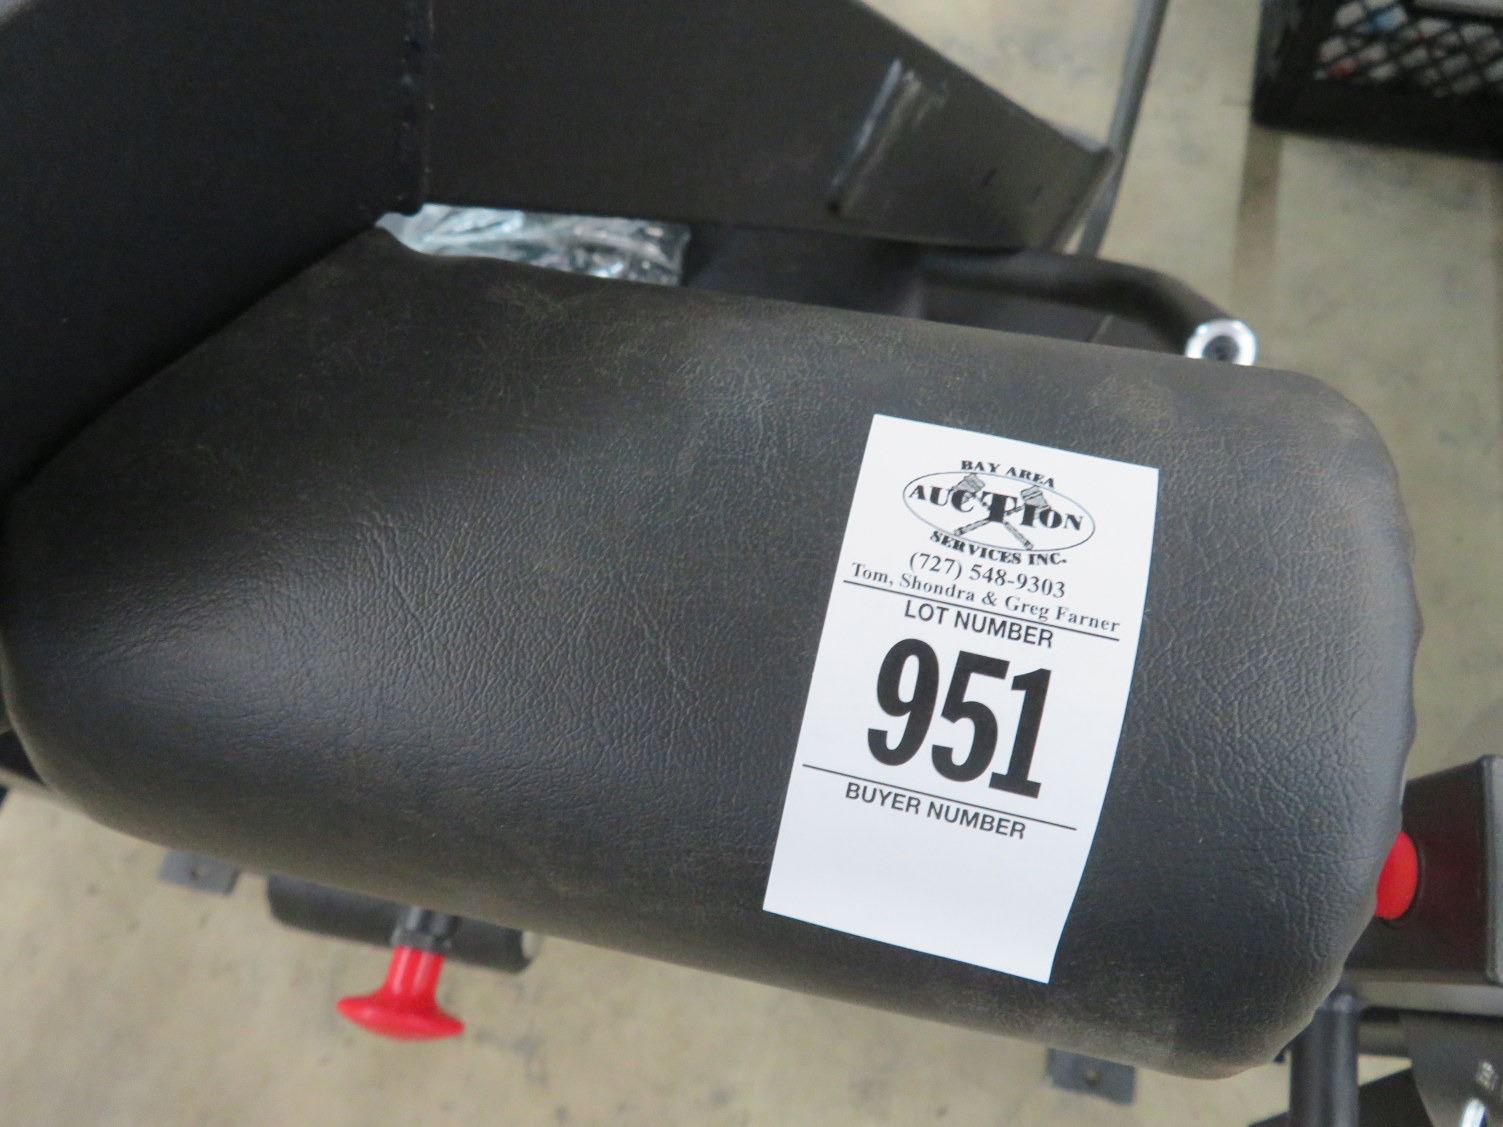 BAY AREA
AUCTION
SERVICES INC.
(727) 548-9303
Tom, Shondra & Greg Farner
LOT NUMBER
951
BUYER NUMBER